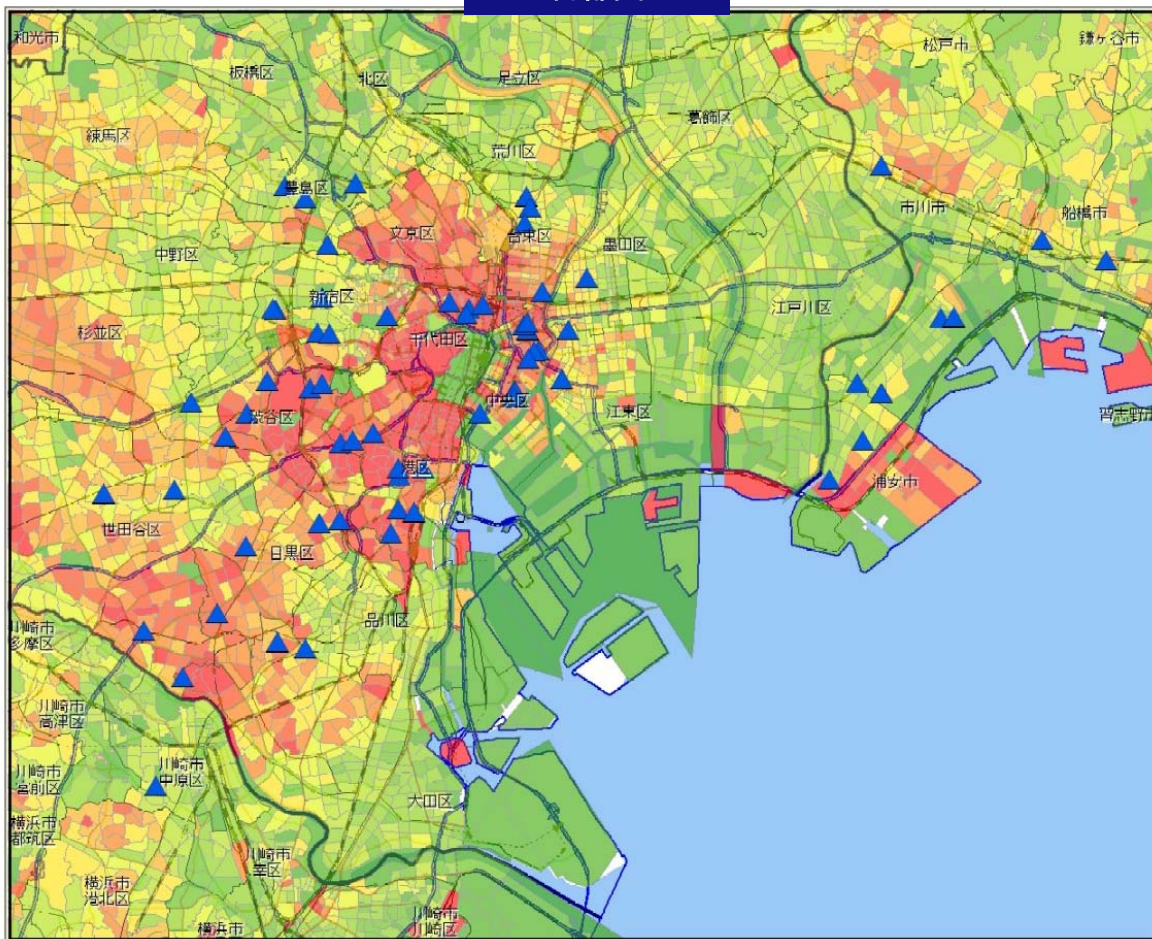 和光市
板橋区
北区
足立区
松戸市
鎌ヶ谷市
練馬区
葛飾区
荒川区
豊島区
市川市
船橋市
文京区
台東区
墨田区
中野区
新宿区
江戸川区
杉並区
千代田区
渋谷区
中央区
江東区
習志野市
港区
浦安市
世田谷区
目黒区
品川区
川崎市
多摩区
川崎市
高津区
川崎市
中原区
川崎市
宮前区
大田区
横浜市
都筑区
川崎市
幸区
横浜市
港北区
川崎市
川崎区
横浜市